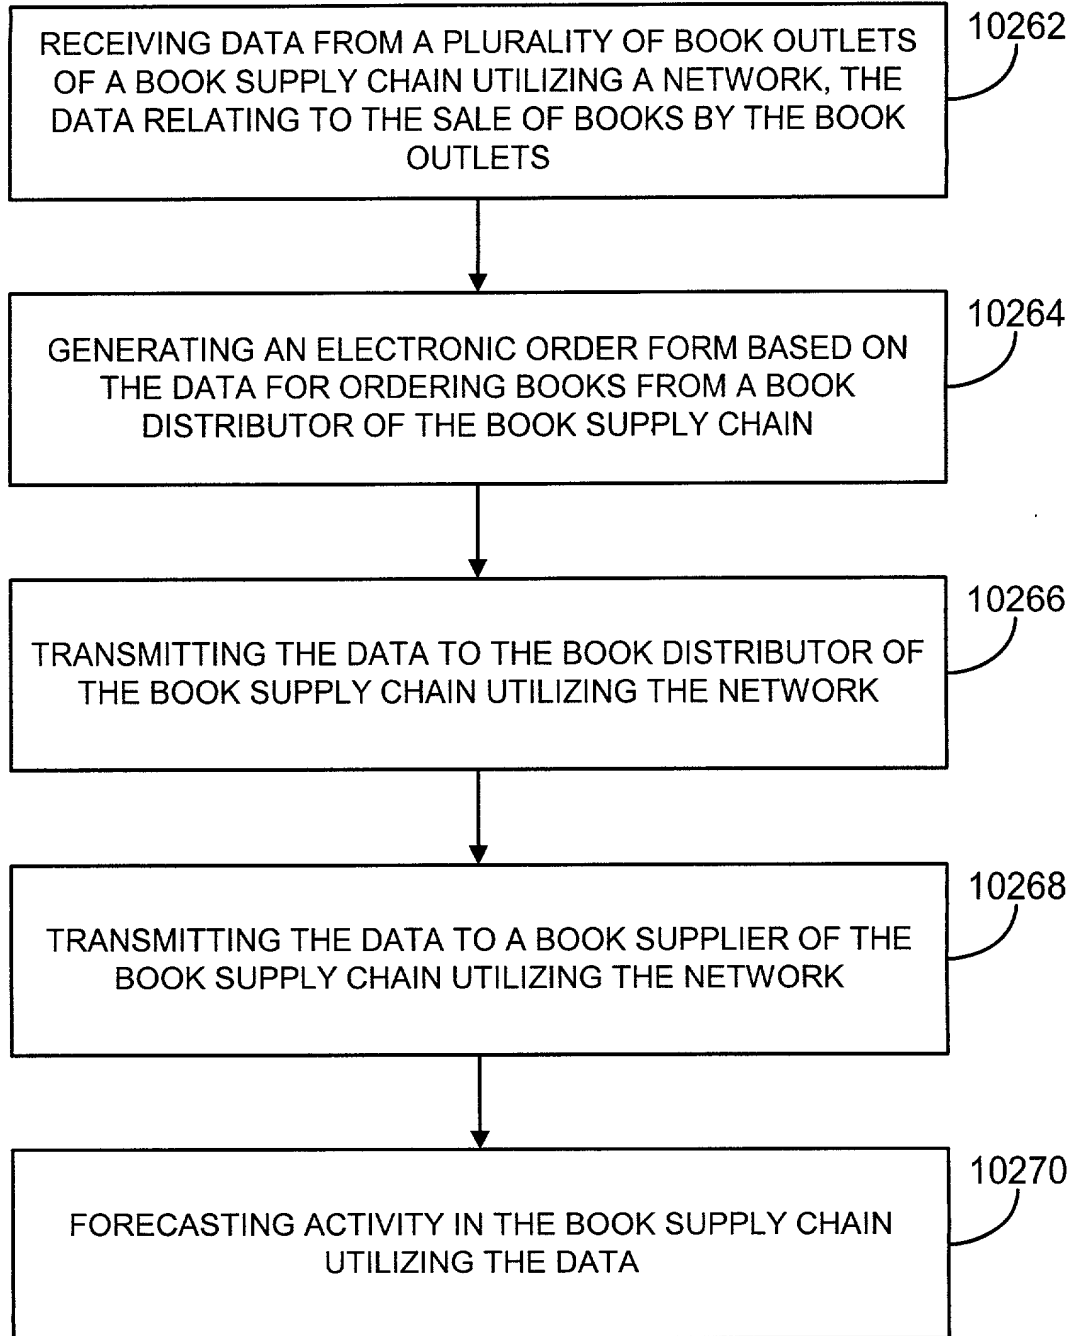 RECEIVING DATA FROM A PLURALITY OF BOOK OUTLETS
OF A BOOK SUPPLY CHAIN UTILIZING A NETWORK, THE
DATA RELATING TO THE SALE OF BOOKS BY THE BOOK
OUTLETS
10262
GENERATING AN ELECTRONIC ORDER FORM BASED ON
THE DATA FOR ORDERING BOOKS FROM A BOOK
DISTRIBUTOR OF THE BOOK SUPPLY CHAIN
10264
TRANSMITTING THE DATA TO THE BOOK DISTRIBUTOR OF
THE BOOK SUPPLY CHAIN UTILIZING THE NETWORK
10266
TRANSMITTING THE DATA TO A BOOK SUPPLIER OF THE
BOOK SUPPLY CHAIN UTILIZING THE NETWORK
10268
FORECASTING ACTIVITY IN THE BOOK SUPPLY CHAIN
UTILIZING THE DATA
10270